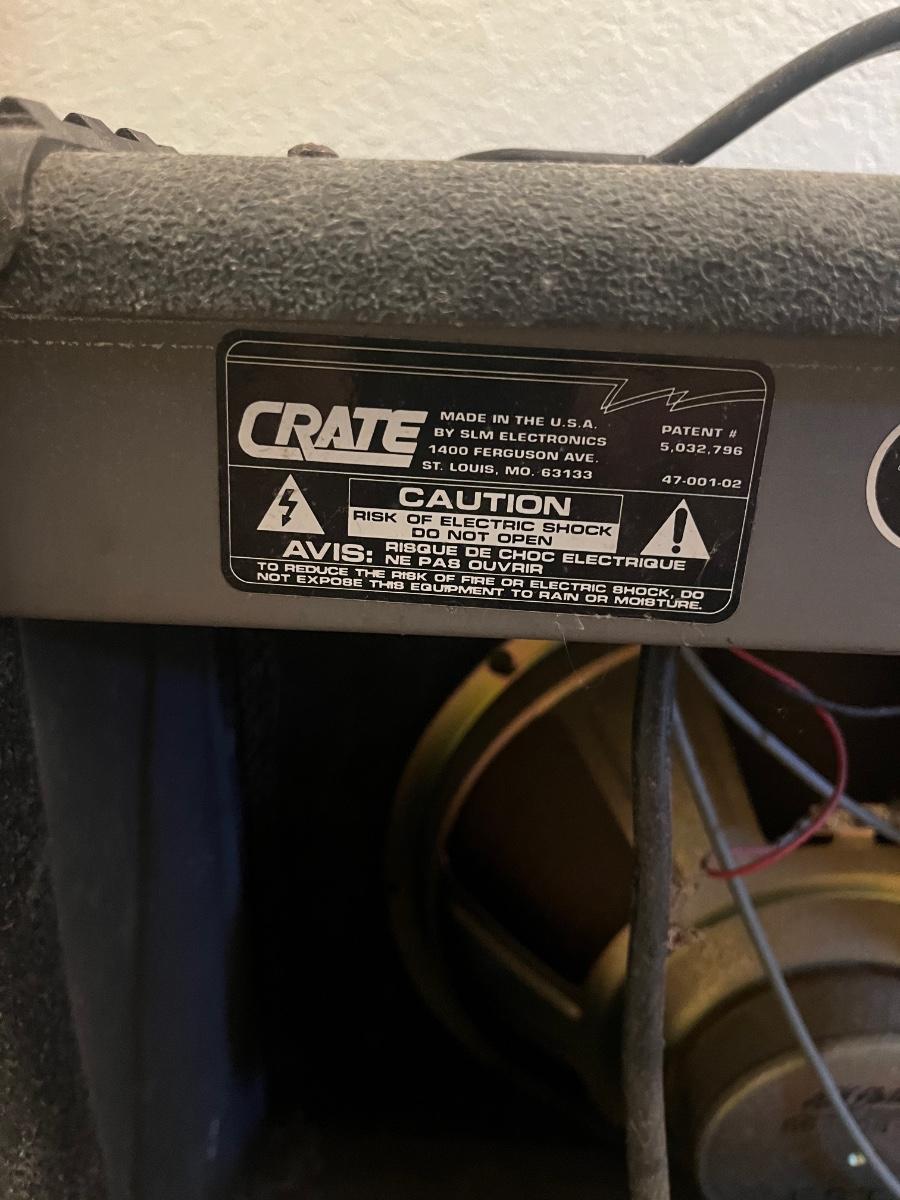 CRATE
MADE IN THE U.S.A.
BY SLM ELECTRONICS
1400 FERGUSON AVE.
ST. LOUIS, MO. 63133
PATENT #
5,032,796
47-001-02
CAUTION
RISK OF ELECTRIC SHOCK
DO NOT OPEN
AVIS: RISQUE DE CHOC ELECTRIQUE
NE PAS OUVRIR
TO REDUCE THE RISK OF FIRE OR ELECTRIC SHOCK, DO
NOT EXPOSE THIS EQUIPMENT TO RAIN OR MOISTURE.